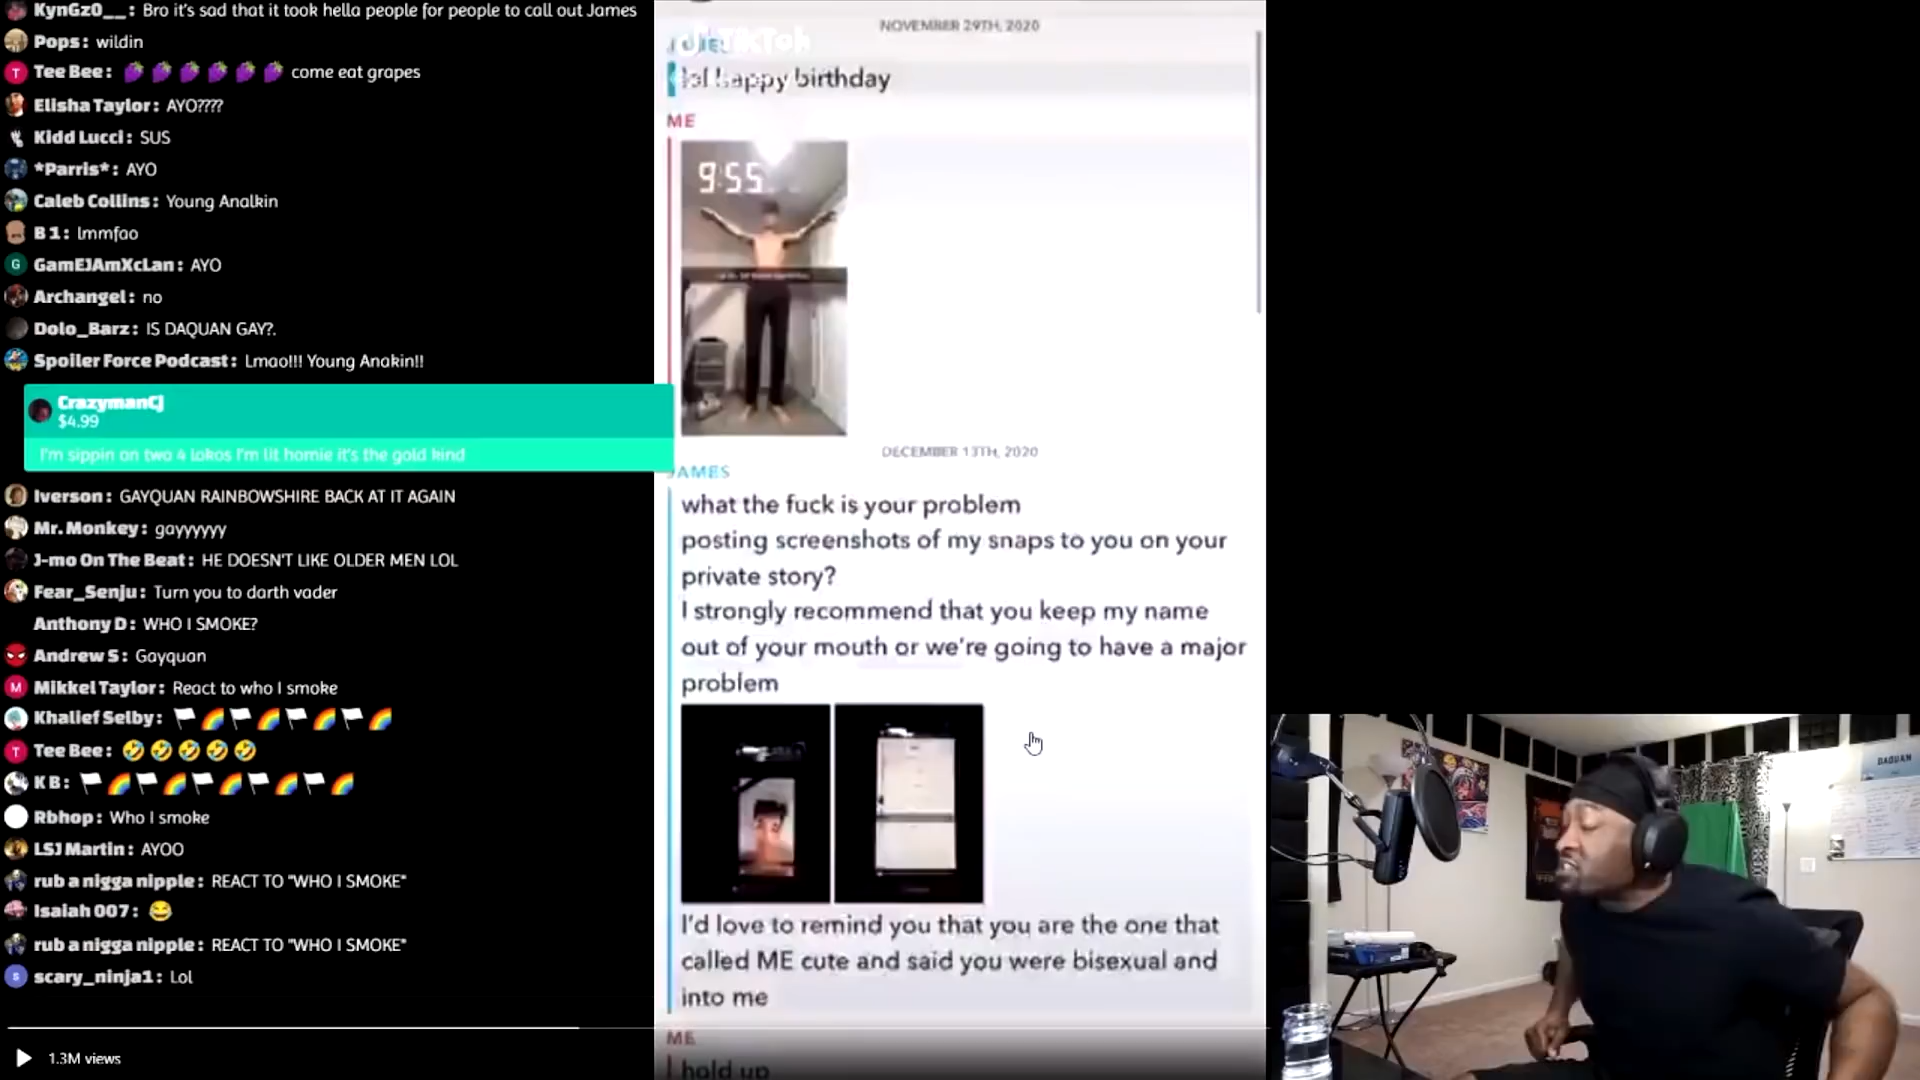 KynGz0__: Bro it's sad that it took hella people for people to call out James
Pops: wildin
Tee Bee: 🍇 🍇 🍇 🍇 🍇 🍇 come eat grapes
Elisha Taylor: AYO????
Kidd Lucci: SUS
*Parris*: AYO
Caleb Collins: Young Analkin
B 1: lmmfao
G GamEJAmXcLan: AYO
Archangel: no
Dolo_Barz: IS DAQUAN GAY?.
Spoiler Force Podcast: Lmao!!! Young Anakin!!
CrazymanCj
$4.99
I'm sippin on two 4 lokos I'm lit homie it's the gold kind
Iverson: GAYQUAN RAINBOWSHIRE BACK AT IT AGAIN
Mr. Monkey: gayyyyyy
J-mo On The Beat: HE DOESN'T LIKE OLDER MEN LOL
Fear_Senju: Turn you to darth vader
Anthony D: WHO I SMOKE?
Andrew S: Gayquan
M Mikkel Taylor: React to who I smoke
Khalief Selby: 🏳🌈🏳🌈🏳🌈🏳🌈
T Tee Bee: 🤣 🤣 🤣 🤣 🤣
K B: 🏳🌈🏳🌈🏳🌈🏳🌈🏳🌈
Rbhop: Who I smoke
LSJ Martin: AYOO
rub a nigga nipple: REACT TO "WHO I SMOKE"
Isaiah 007: 😂
rub a nigga nipple: REACT TO "WHO I SMOKE"
S scary_ninja1: Lol
1.3M views
NOVEMBER 29TH, 2020
TikTok
lol happy birthday
ME
9:55
DECEMBER 13TH, 2020
JAMES
what the fuck is your problem
posting screenshots of my snaps to you on your
private story?
I strongly recommend that you keep my name
out of your mouth or we're going to have a major
problem
I'd love to remind you that you are the one that
called ME cute and said you were bisexual and
into me
ME
hold up
DAQUAN